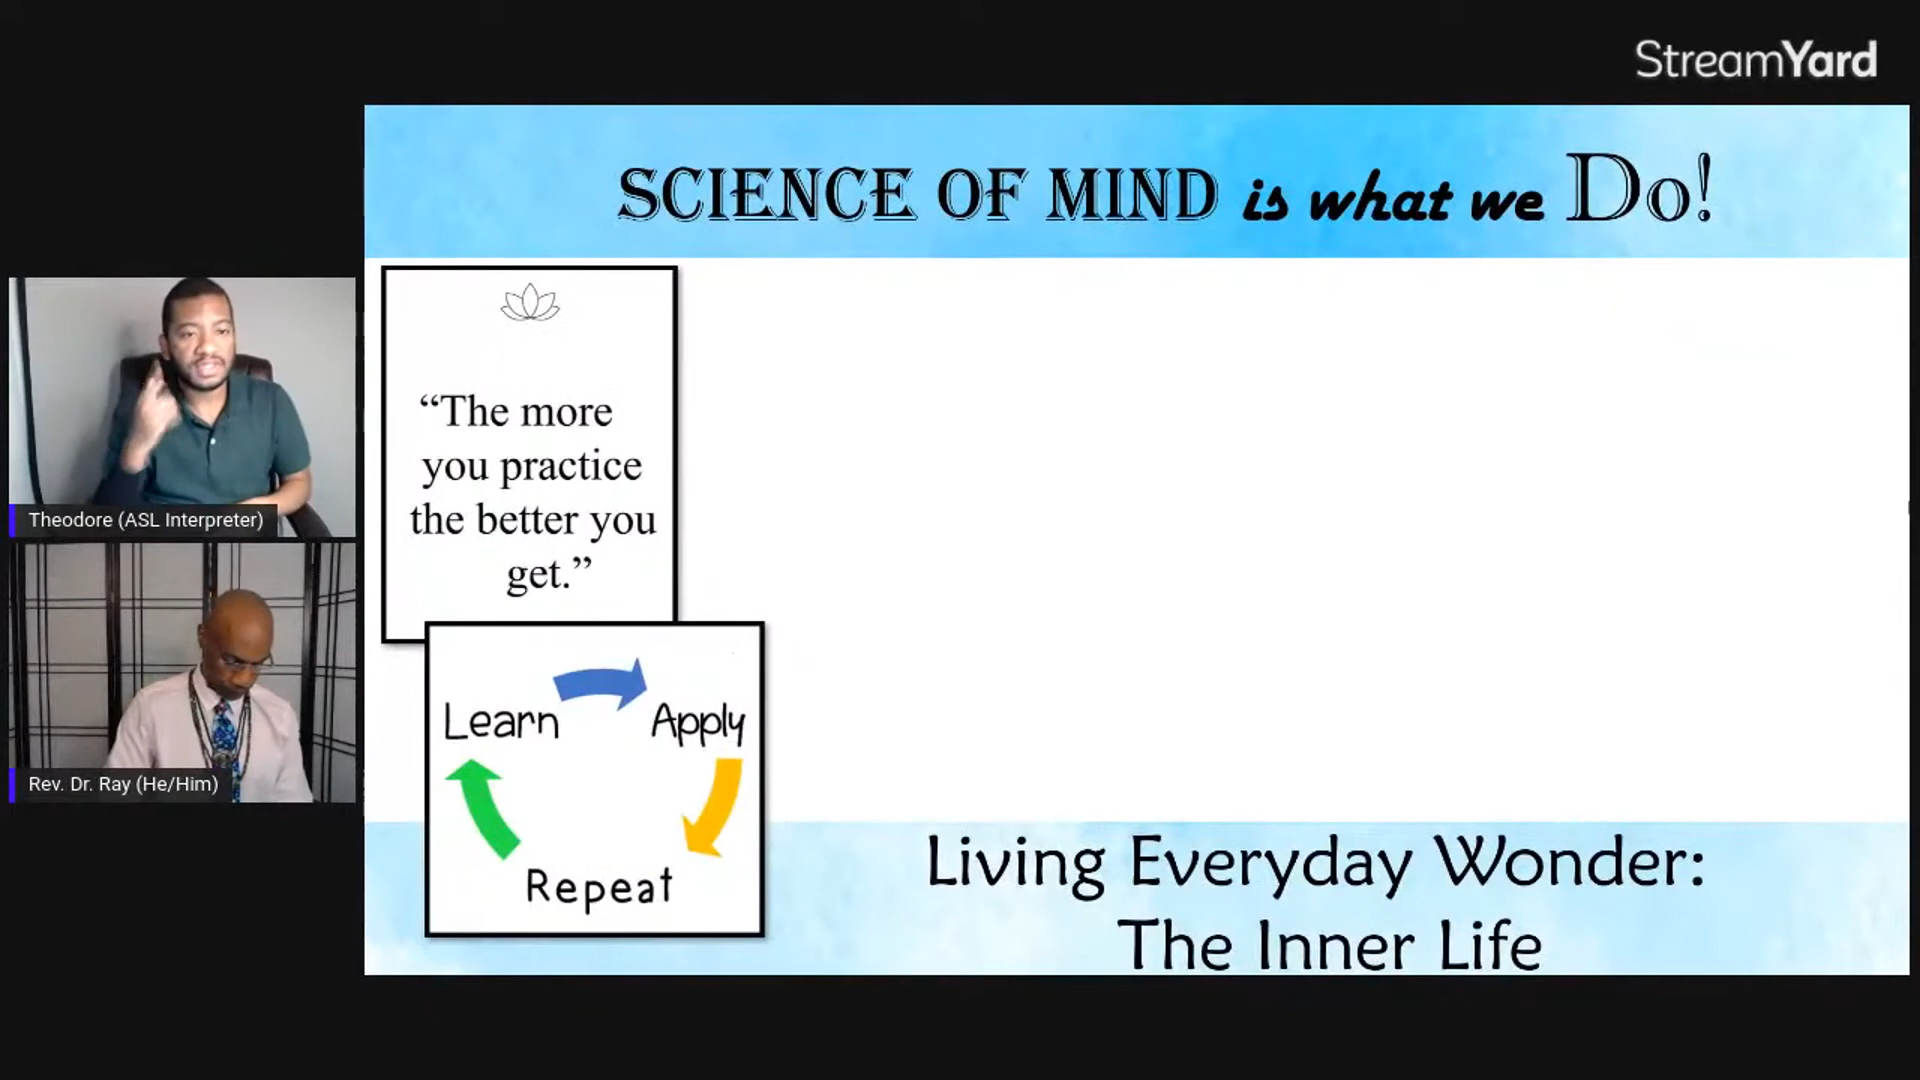 StreamYard
SCIENCE OF MIND is what we Do!
“The more
you practice
the better you
get.”
Learn
Apply
Repeat
Living Everyday Wonder:
The Inner Life
Theodore (ASL Interpreter)
Rev. Dr. Ray (He/Him)